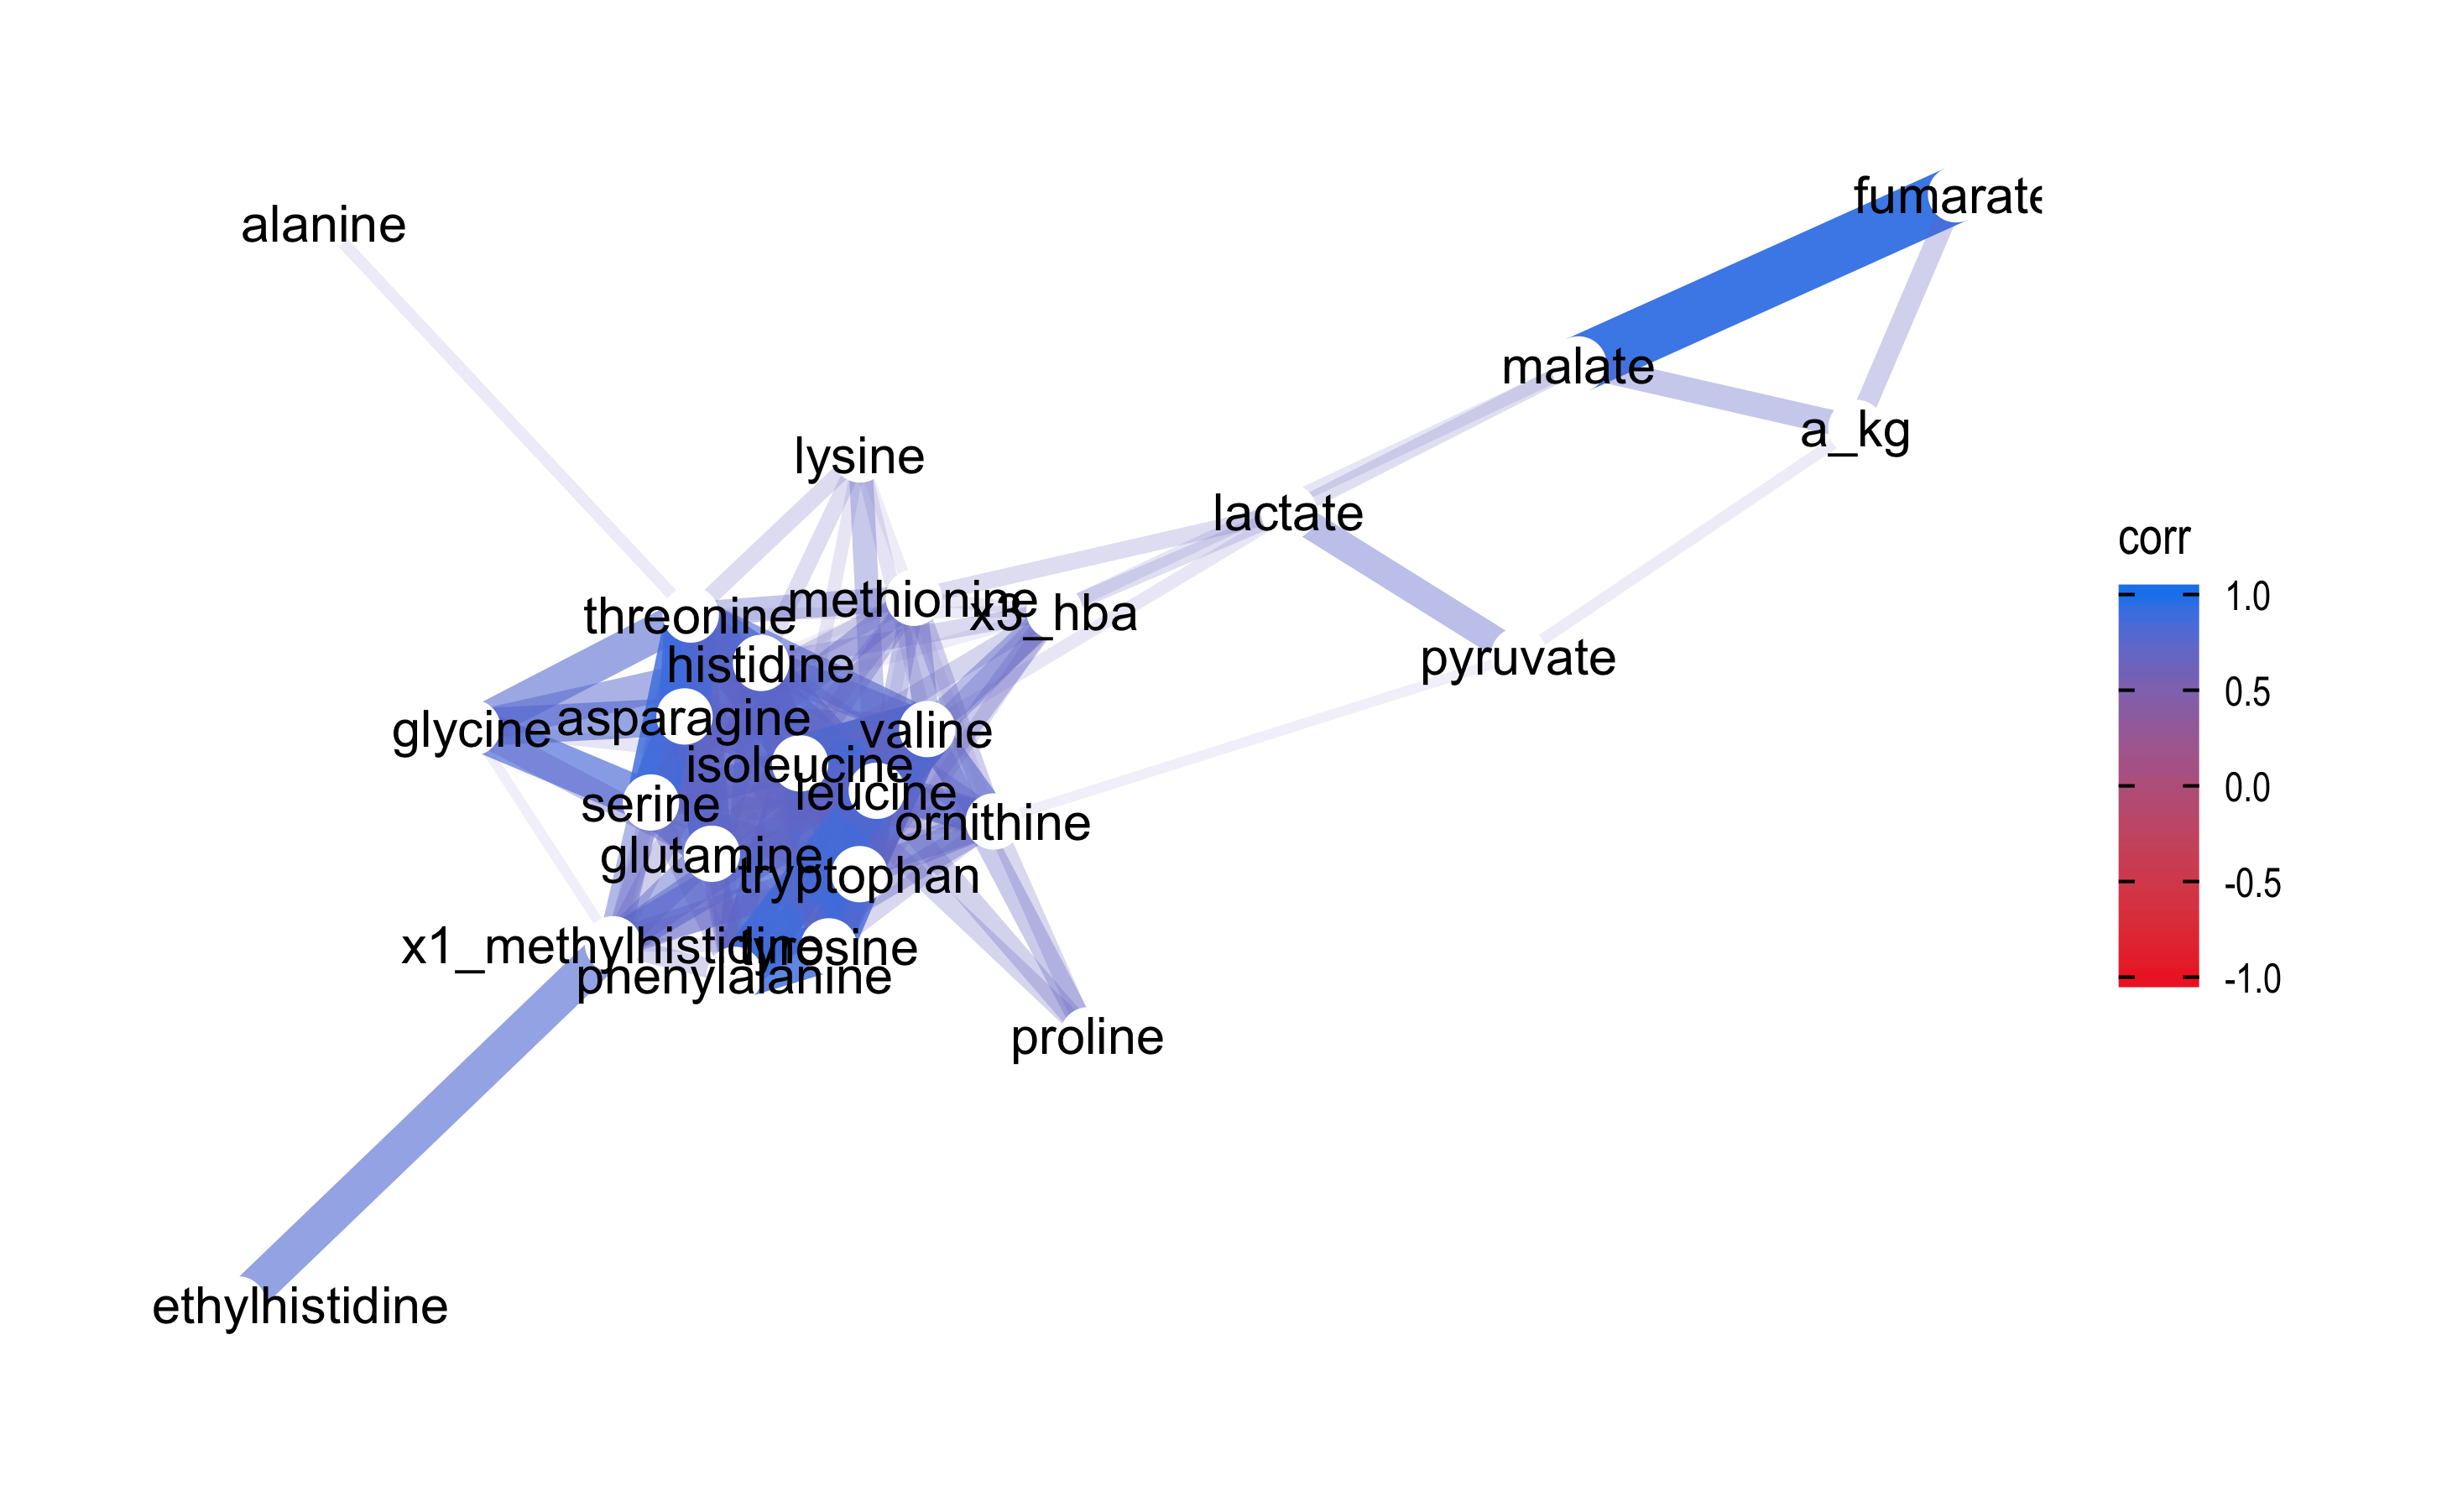 fumarate
alanine
malate
a_kg
lysine
lactate
corr
1.0
0.5
0.0
-0.5
-1.0
methionine
x3_hba
threonine
histidine
pyruvate
glycine
asparagine
valine
isoleucine
leucine
serine
ornithine
glutamine
tryptophan
x1_methylhistidine
tyrosine
phenylalanine
proline
ethylhistidine